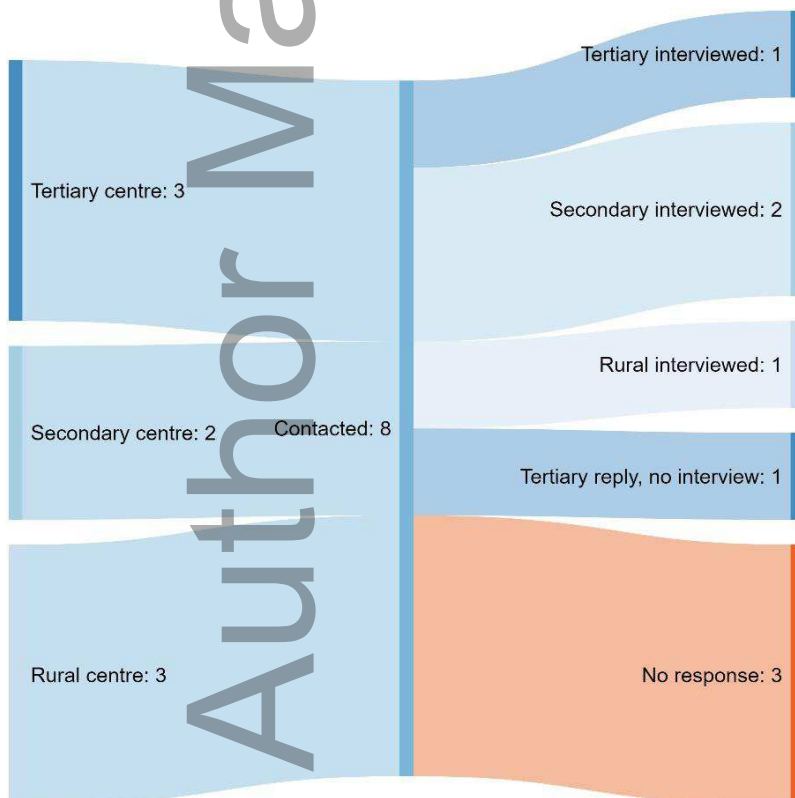 Tertiary interviewed: 1
Tertiary centre: 3
Secondary interviewed: 2
Rural interviewed: 1
Secondary centre: 2
Contacted: 8
Tertiary reply, no interview: 1
Rural centre: 3
No response: 3
Author Ma